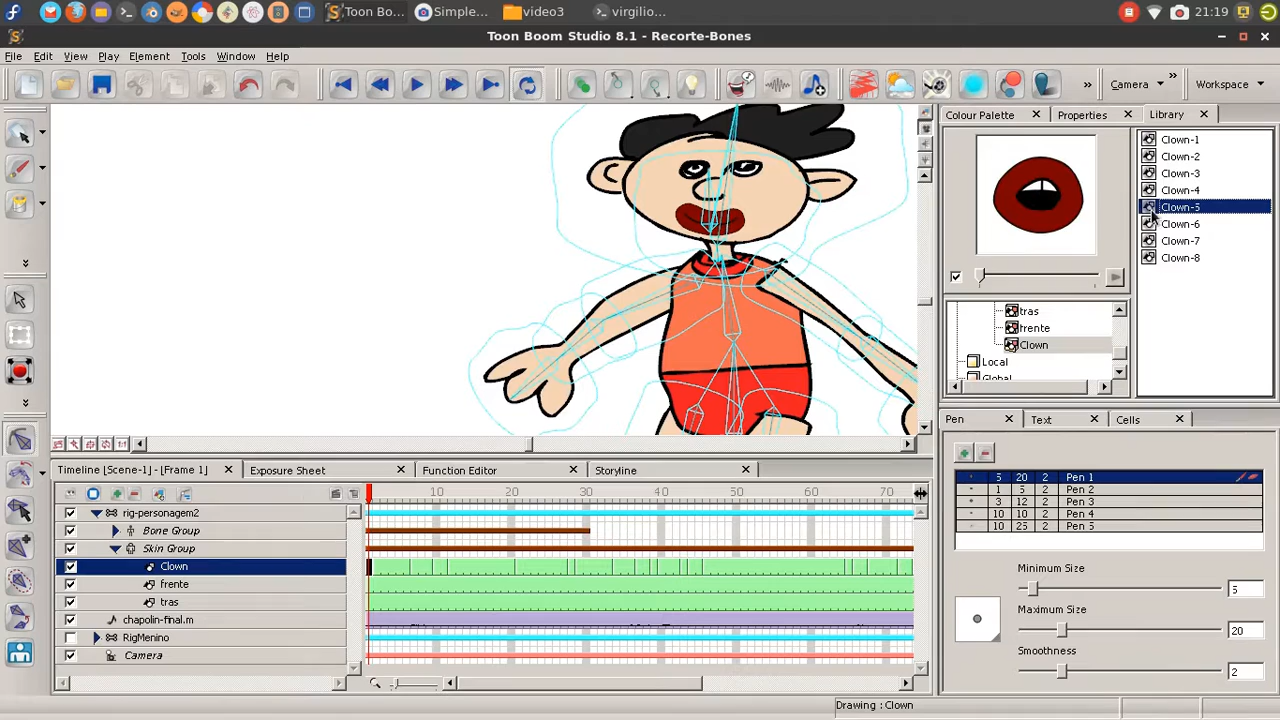 Toon Bo... Simple... video3 virgilio... 21:19
Toon Boom Studio 8.1 - Recorte-Bones
File Edit View Play Element Tools Window Help
» Camera » Workspace
Colour Palette Properties Library
Clown-1
Clown-2
Clown-3
Clown-4
Clown-5
Clown-6
Clown-7
Clown-8
tras
frente
Clown
Local
Global
Pen Text Cells
5 20 2 Pen 1
1 5 2 Pen 2
3 12 2 Pen 3
10 10 2 Pen 4
10 25 2 Pen 5
Minimum Size
5
Maximum Size
20
Smoothness
2
Timeline [Scene-1] - [Frame 1] Exposure Sheet Function Editor Storyline
10 20 30 40 50 60 70
rig-personagem2
Bone Group
Skin Group
Clown
frente
tras
chapolin-final.m
RigMenino
Camera
Drawing : Clown